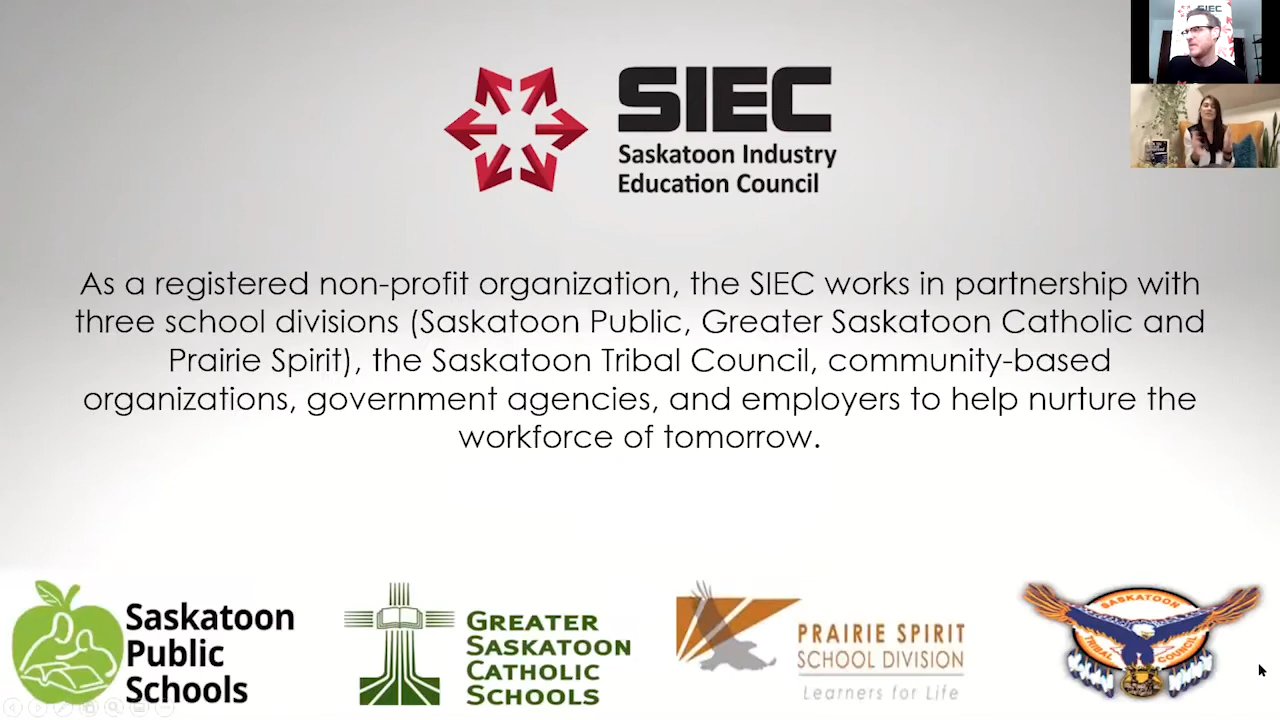 SIEC
SIEC
Saskatoon Industry
Education Council
As a registered non-profit organization, the SIEC works in partnership with
three school divisions (Saskatoon Public, Greater Saskatoon Catholic and
Prairie Spirit), the Saskatoon Tribal Council, community-based
organizations, government agencies, and employers to help nurture the
workforce of tomorrow.
Saskatoon
Public
Schools
GREATER
SASKATOON
CATHOLIC
SCHOOLS
PRAIRIE SPIRIT
SCHOOL DIVISION
Learners for Life
SASKATOON
TRIBAL COUNCIL